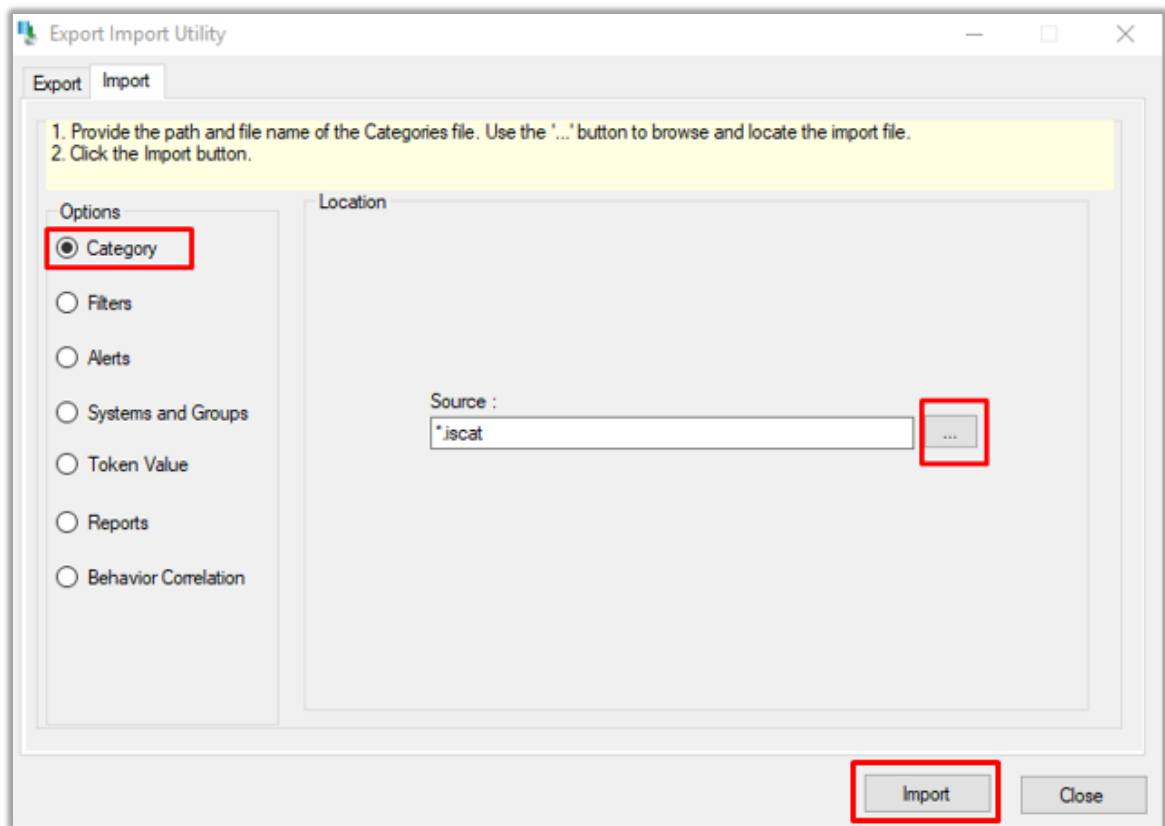 Export Import Utility
Export
Import
1. Provide the path and file name of the Categories file. Use the '...' button to browse and locate the import file.
2. Click the Import button.
Options
Category
Filters
Alerts
Systems and Groups
Token Value
Reports
Behavior Correlation
Location
Source :
*.iscat
...
Import
Close